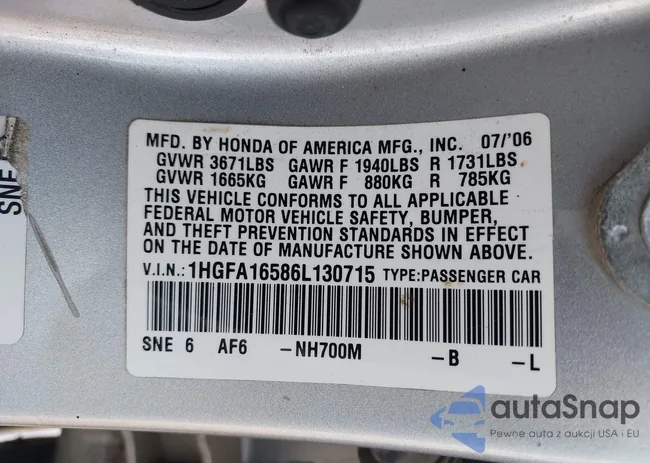 MFD. BY HONDA OF AMERICA MFG., INC. 07/'06
GVWR 3671LBS GAWR F 1940LBS R 1731LBS
GVWR 1665KG GAWR F 880KG R 785KG
THIS VEHICLE CONFORMS TO ALL APPLICABLE
FEDERAL MOTOR VEHICLE SAFETY, BUMPER,
AND THEFT PREVENTION STANDARDS IN EFFECT
ON THE DATE OF MANUFACTURE SHOWN ABOVE.
V.I.N.: 1HGFA16586L130715 TYPE:PASSENGER CAR
SNE 6 AF6 -NH700M -B -L
SNE
autaSnap
Pewne auta z aukcji USA i EU